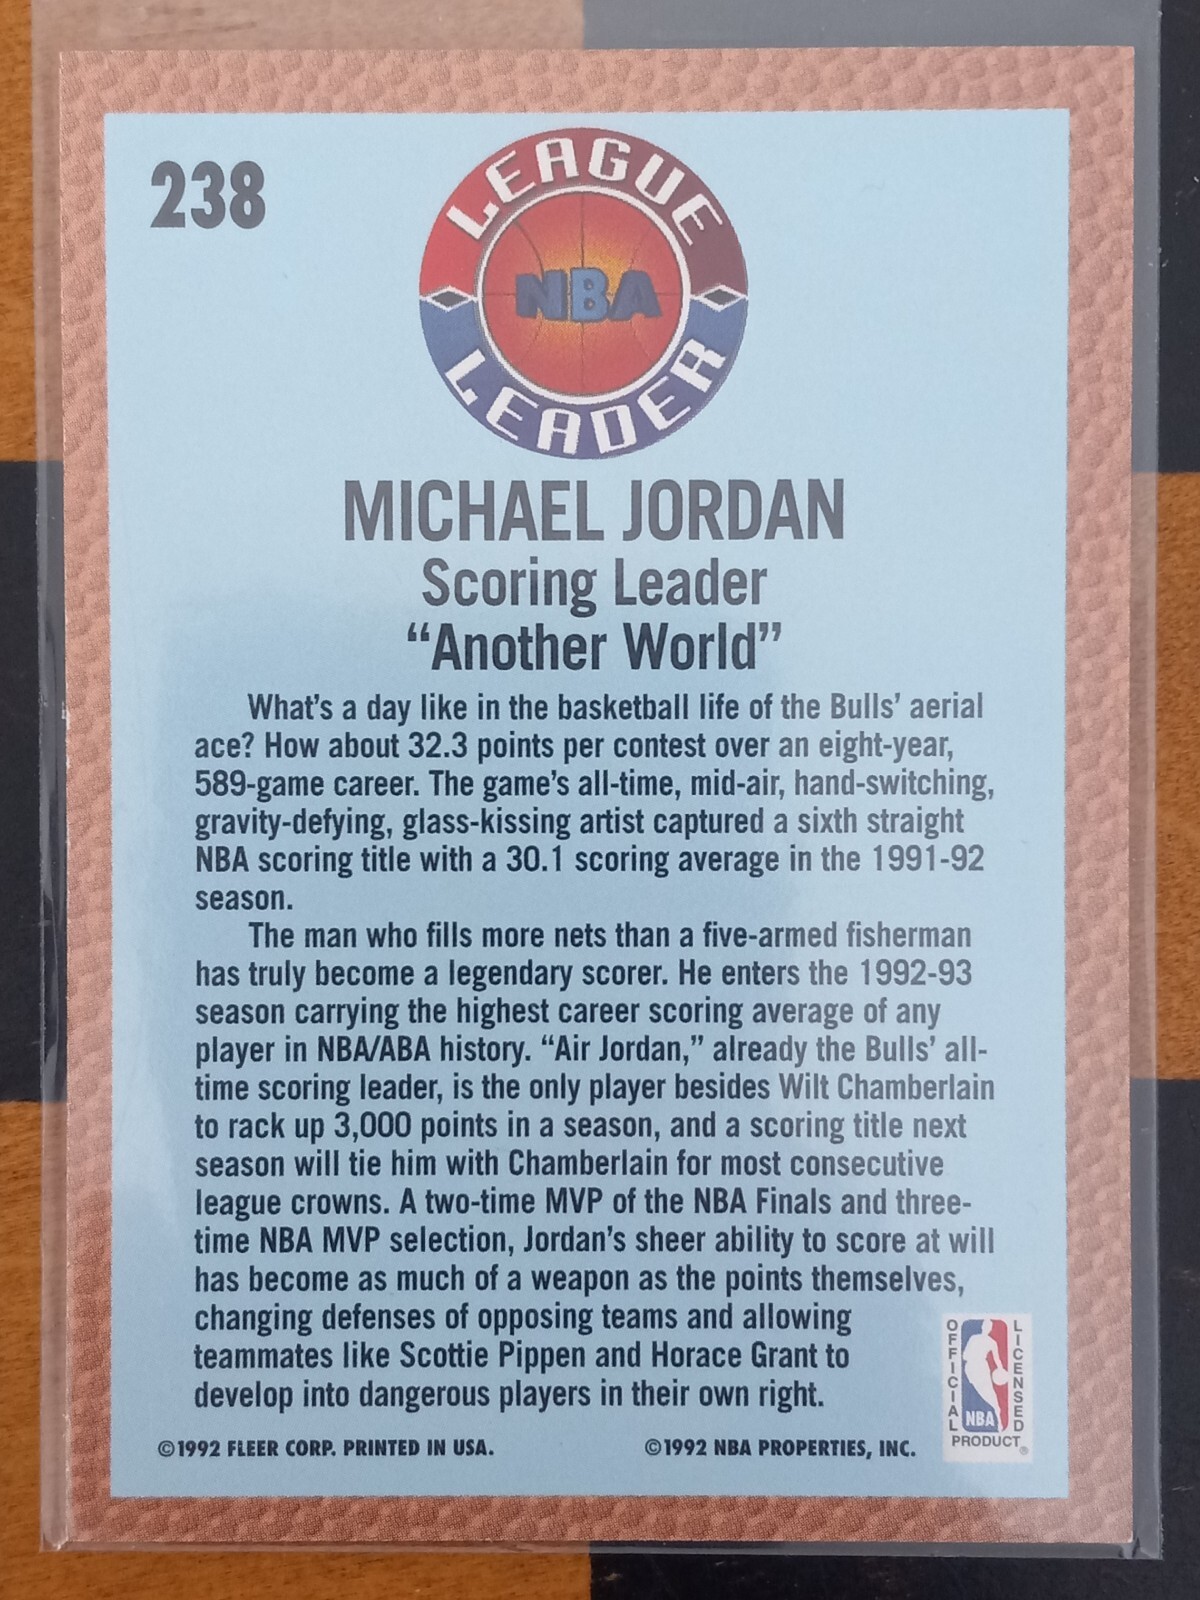 238
LEAGUE
NBA
LEADER
MICHAEL JORDAN
Scoring Leader
“Another World”
What’s a day like in the basketball life of the Bulls’ aerial
ace? How about 32.3 points per contest over an eight-year,
589-game career. The game’s all-time, mid-air, hand-switching,
gravity-defying, glass-kissing artist captured a sixth straight
NBA scoring title with a 30.1 scoring average in the 1991-92
season.
The man who fills more nets than a five-armed fisherman
has truly become a legendary scorer. He enters the 1992-93
season carrying the highest career scoring average of any
player in NBA/ABA history. “Air Jordan,” already the Bulls’ all-
time scoring leader, is the only player besides Wilt Chamberlain
to rack up 3,000 points in a season, and a scoring title next
season will tie him with Chamberlain for most consecutive
league crowns. A two-time MVP of the NBA Finals and three-
time NBA MVP selection, Jordan’s sheer ability to score at will
has become as much of a weapon as the points themselves,
changing defenses of opposing teams and allowing
teammates like Scottie Pippen and Horace Grant to
develop into dangerous players in their own right.
©1992 FLEER CORP. PRINTED IN USA.
©1992 NBA PROPERTIES, INC.
OFFICIAL
NBA
LICENSED
PRODUCT®